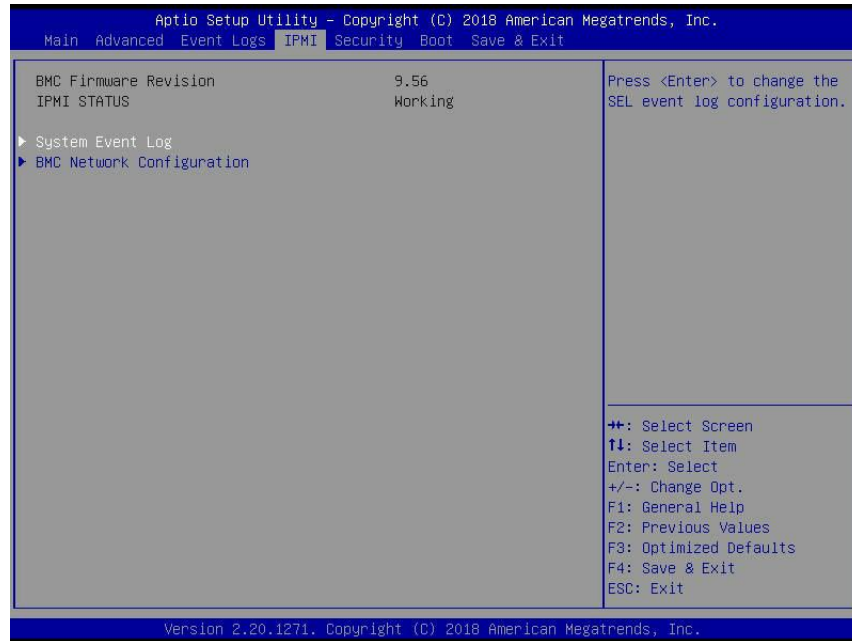 Aptio Setup Utility – Copyright (C) 2018 American Megatrends, Inc.
Main Advanced Event Logs IPMI Security Boot Save & Exit
BMC Firmware Revision 9.56
IPMI STATUS Working
System Event Log
BMC Network Configuration
Press <Enter> to change the
SEL event log configuration.
→←: Select Screen
↑↓: Select Item
Enter: Select
+/-: Change Opt.
F1: General Help
F2: Previous Values
F3: Optimized Defaults
F4: Save & Exit
ESC: Exit
Version 2.20.1271. Copyright (C) 2018 American Megatrends, Inc.